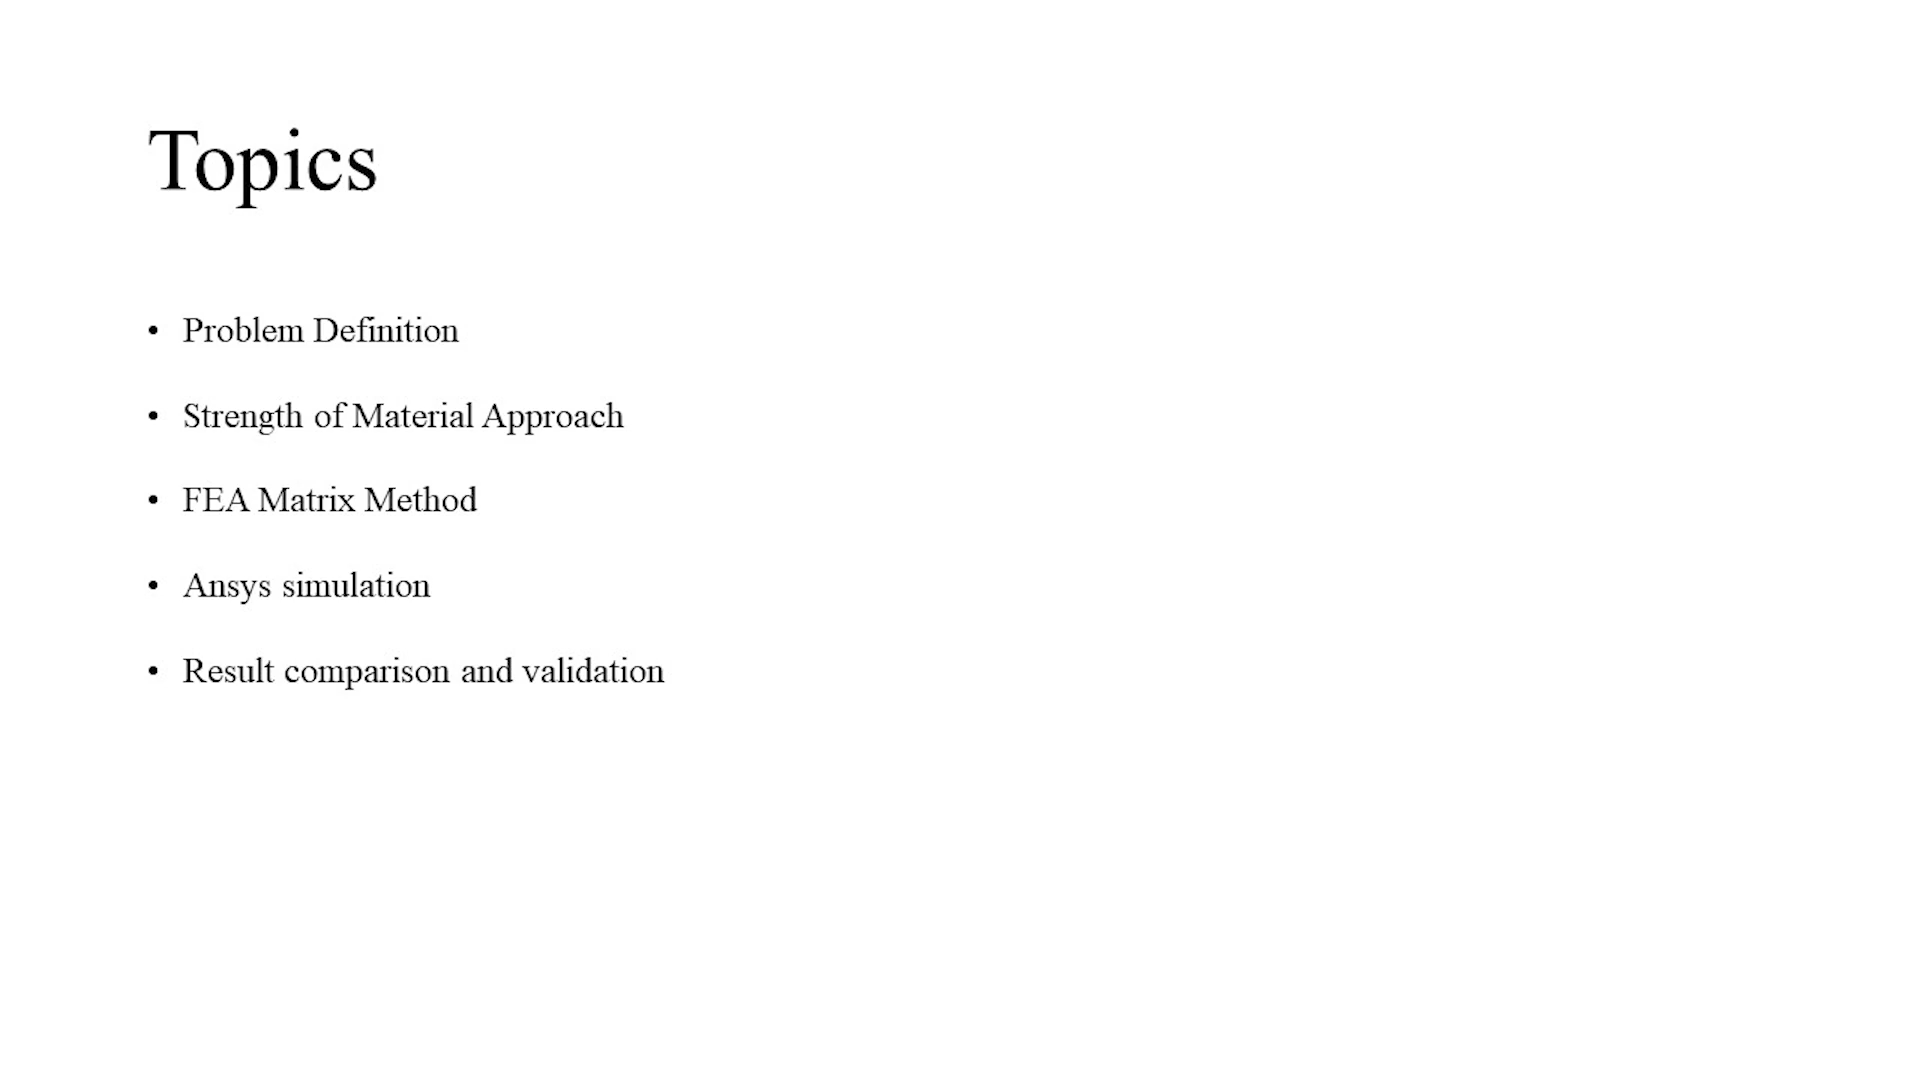 Topics
• Problem Definition
• Strength of Material Approach
• FEA Matrix Method
• Ansys simulation
• Result comparison and validation